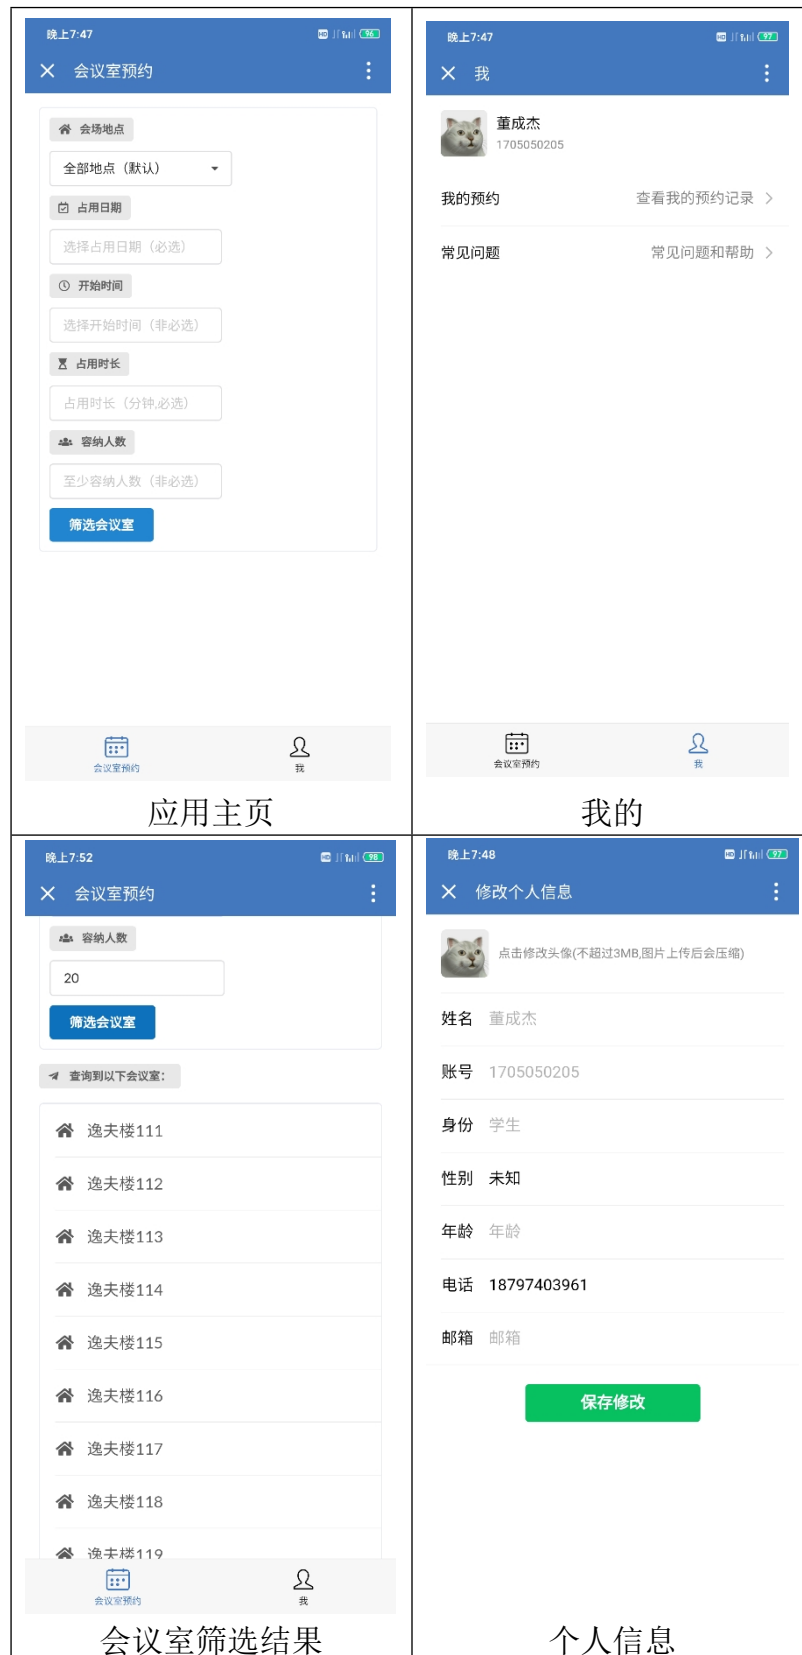 晚上7:47
HD
96
会议室预约
会场地点
全部地点（默认）
占用日期
选择占用日期（必选）
开始时间
选择开始时间（非必选）
占用时长
占用时长（分钟,必选）
容纳人数
至少容纳人数（非必选）
筛选会议室
会议室预约
我
应用主页
晚上7:47
HD
97
我
董成杰
1705050205
我的预约 查看我的预约记录
常见问题 常见问题和帮助
会议室预约
我
我的
晚上7:52
HD
98
会议室预约
容纳人数
20
筛选会议室
查询到以下会议室：
逸夫楼111
逸夫楼112
逸夫楼113
逸夫楼114
逸夫楼115
逸夫楼116
逸夫楼117
逸夫楼118
逸夫楼119
会议室预约
我
会议室筛选结果
晚上7:48
HD
97
修改个人信息
点击修改头像(不超过3MB,图片上传后会压缩)
姓名 董成杰
账号 1705050205
身份 学生
性别 未知
年龄 年龄
电话 18797403961
邮箱 邮箱
保存修改
个人信息